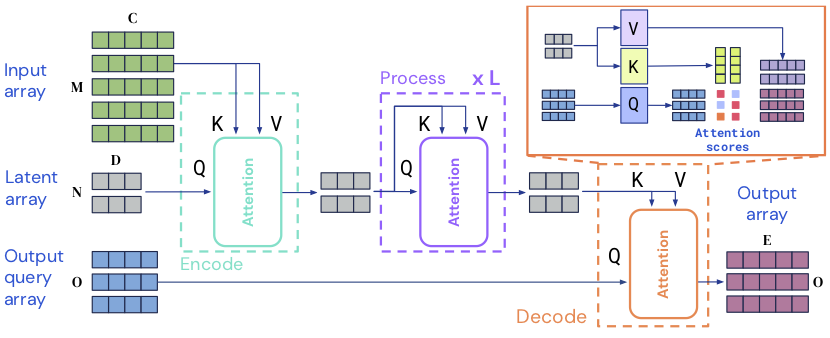 C
Input
array
M
D
Latent
array
N
Output
query
array
O
K
V
Q
Attention
Encode
Process
x L
K
V
Q
Attention
V
K
Q
Attention
scores
K
V
Q
Attention
Decode
Output
array
E
O